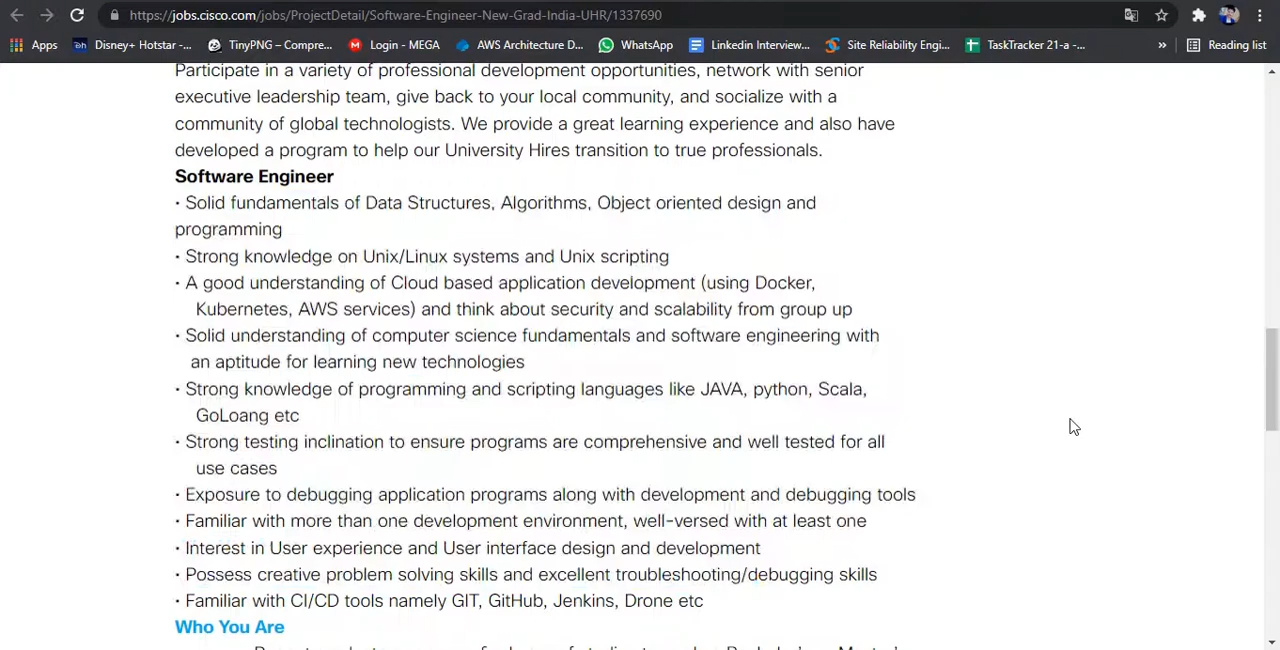 https://jobs.cisco.com/jobs/ProjectDetail/Software-Engineer-New-Grad-India-UHR/1337690
Apps Disney+ Hotstar -... TinyPNG – Compre... Login - MEGA AWS Architecture D... WhatsApp Linkedin Interview... Site Reliability Engi... TaskTracker 21-a -... » Reading list
Participate in a variety of professional development opportunities, network with senior
executive leadership team, give back to your local community, and socialize with a
community of global technologists. We provide a great learning experience and also have
developed a program to help our University Hires transition to true professionals.
Software Engineer
• Solid fundamentals of Data Structures, Algorithms, Object oriented design and
programming
• Strong knowledge on Unix/Linux systems and Unix scripting
• A good understanding of Cloud based application development (using Docker,
Kubernetes, AWS services) and think about security and scalability from group up
• Solid understanding of computer science fundamentals and software engineering with
an aptitude for learning new technologies
• Strong knowledge of programming and scripting languages like JAVA, python, Scala,
GoLoang etc
• Strong testing inclination to ensure programs are comprehensive and well tested for all
use cases
• Exposure to debugging application programs along with development and debugging tools
• Familiar with more than one development environment, well-versed with at least one
• Interest in User experience and User interface design and development
• Possess creative problem solving skills and excellent troubleshooting/debugging skills
• Familiar with CI/CD tools namely GIT, GitHub, Jenkins, Drone etc
Who You Are